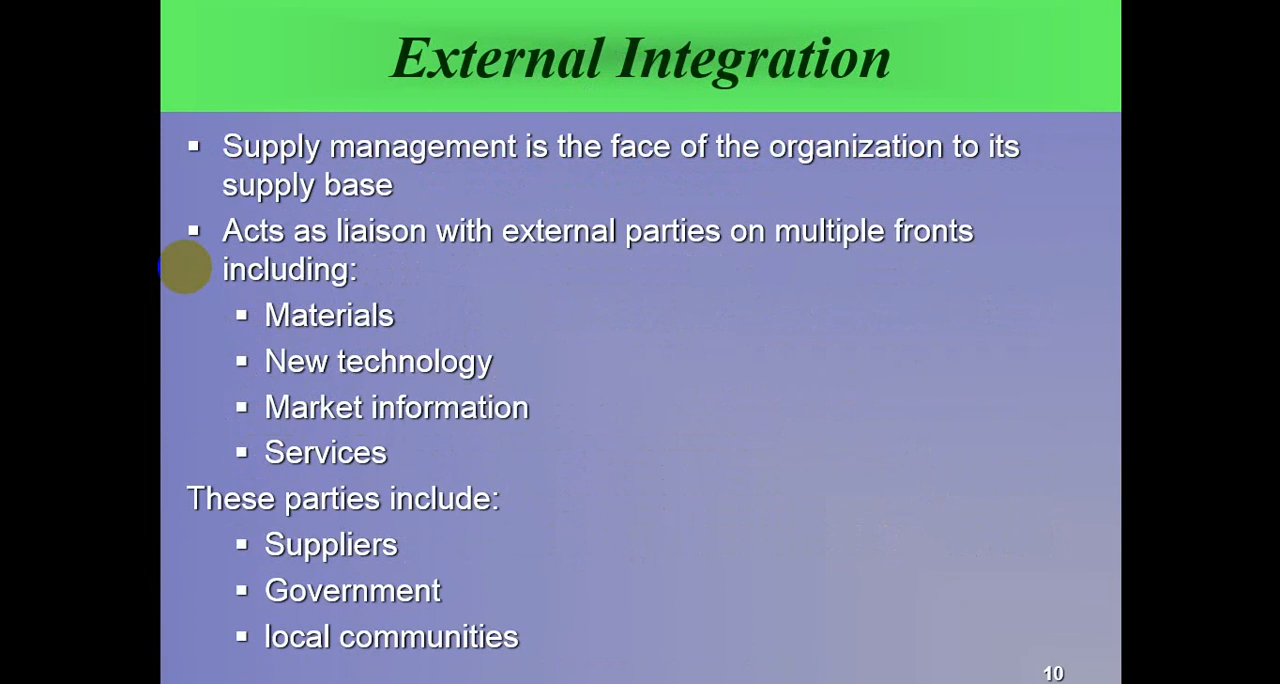 External Integration
▪ Supply management is the face of the organization to its
supply base
▪ Acts as liaison with external parties on multiple fronts
including:
▪ Materials
▪ New technology
▪ Market information
▪ Services
These parties include:
▪ Suppliers
▪ Government
▪ local communities
10